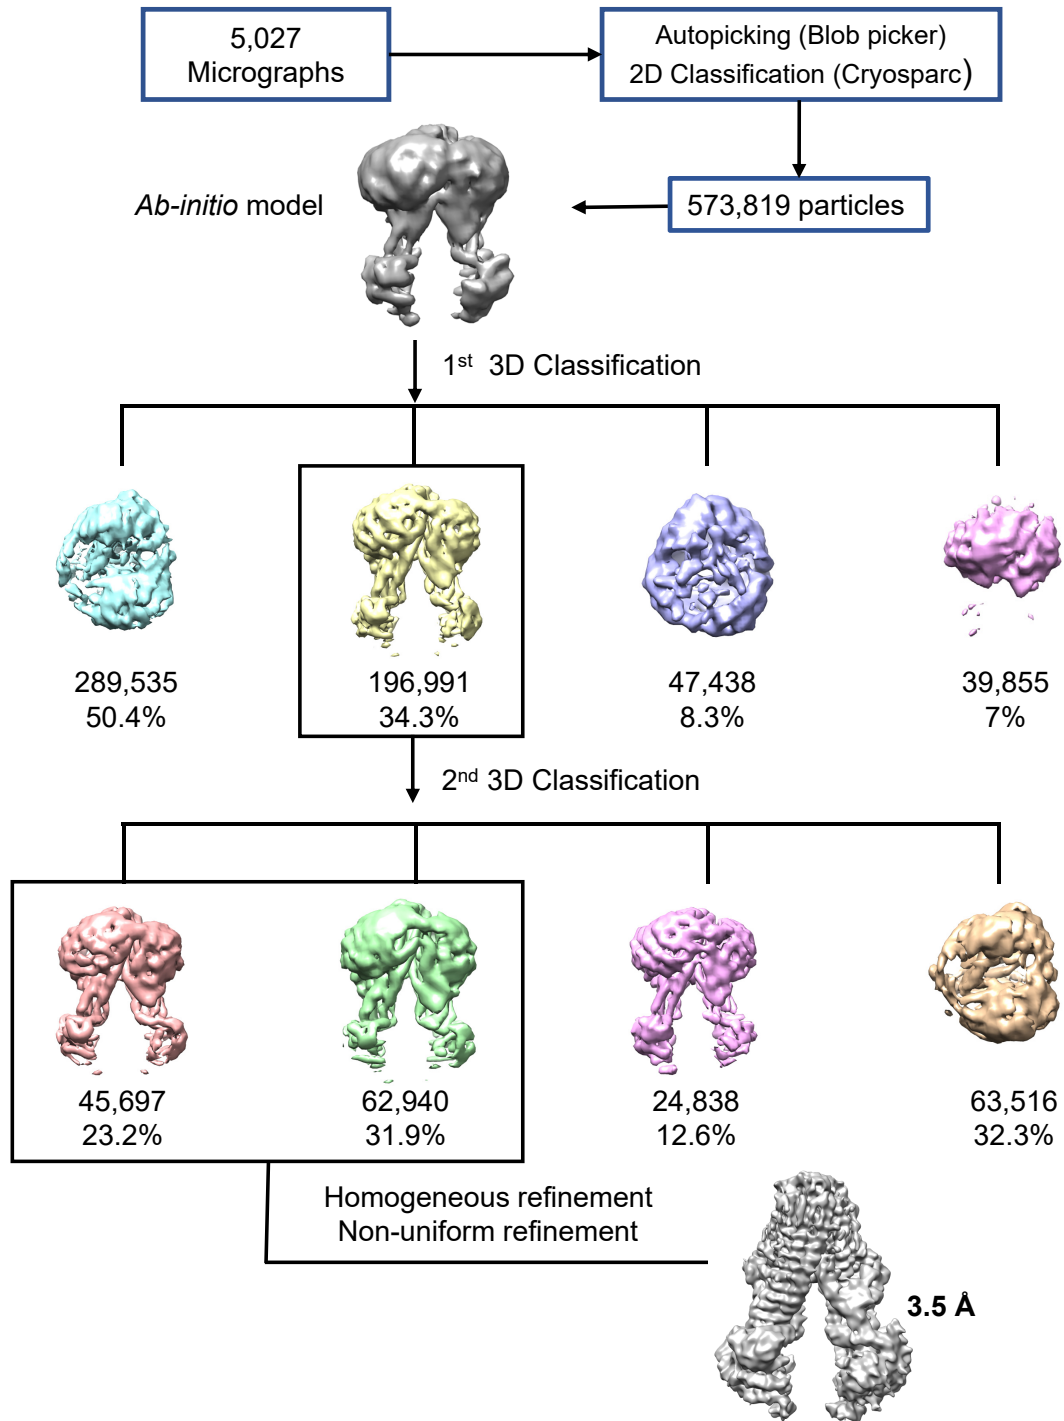 5,027
Micrographs
Autopicking (Blob picker)
2D Classification (Cryosparc)
573,819 particles
Ab-initio model
1st 3D Classification
289,535
50.4%
196,991
34.3%
47,438
8.3%
39,855
7%
2nd 3D Classification
45,697
23.2%
62,940
31.9%
24,838
12.6%
63,516
32.3%
Homogeneous refinement
Non-uniform refinement
3.5 Å